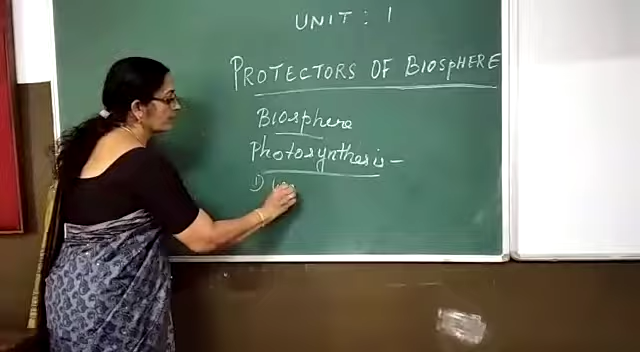 UNIT : 1
PROTECTORS OF BIOSPHERE
Biosphere
Photosynthesis -
1)